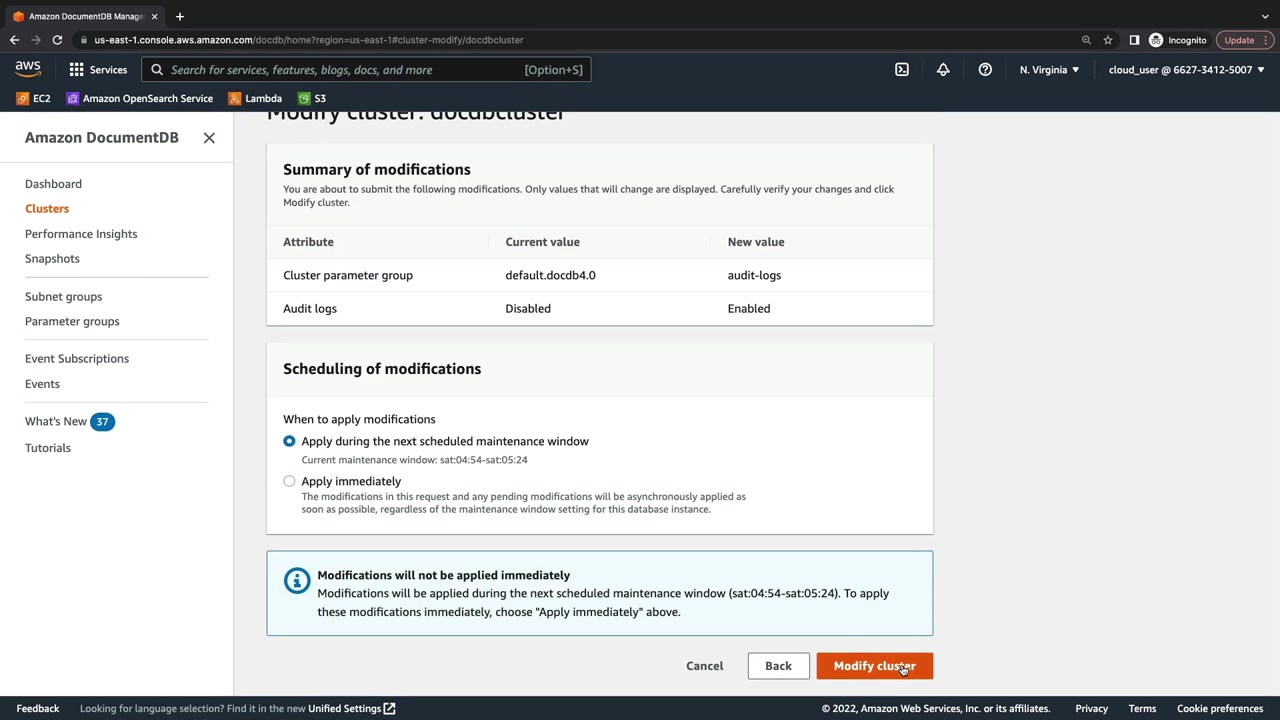 Amazon DocumentDB Manage
us-east-1.console.aws.amazon.com/docdb/home?region=us-east-1#cluster-modify/docdbcluster
Incognito
Update
aws
Services
Search for services, features, blogs, docs, and more
[Option+S]
N. Virginia
cloud_user @ 6627-3412-5007
EC2
Amazon OpenSearch Service
Lambda
S3
Amazon DocumentDB
Dashboard
Clusters
Performance Insights
Snapshots
Subnet groups
Parameter groups
Event Subscriptions
Events
What's New 37
Tutorials
Modify cluster: docdbcluster
Summary of modifications
You are about to submit the following modifications. Only values that will change are displayed. Carefully verify your changes and click
Modify cluster.
Attribute Current value New value
Cluster parameter group default.docdb4.0 audit-logs
Audit logs Disabled Enabled
Scheduling of modifications
When to apply modifications
Apply during the next scheduled maintenance window
Current maintenance window: sat:04:54-sat:05:24
Apply immediately
The modifications in this request and any pending modifications will be asynchronously applied as
soon as possible, regardless of the maintenance window setting for this database instance.
Modifications will not be applied immediately
Modifications will be applied during the next scheduled maintenance window (sat:04:54-sat:05:24). To apply
these modifications immediately, choose "Apply immediately" above.
Cancel
Back
Modify cluster
Feedback
Looking for language selection? Find it in the new Unified Settings
© 2022, Amazon Web Services, Inc. or its affiliates.
Privacy
Terms
Cookie preferences